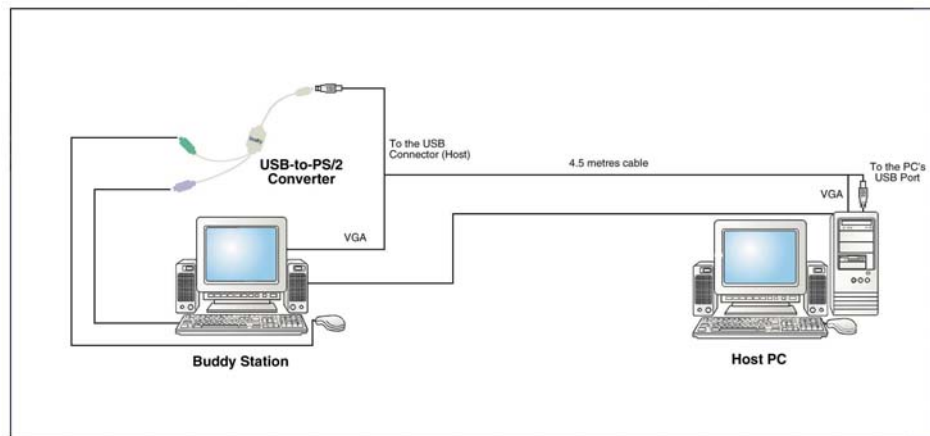 To the USB
Connector (Host)
USB-to-PS/2
Converter
4.5 metres cable
To the PC's
USB Port
VGA
VGA
Buddy Station
Host PC